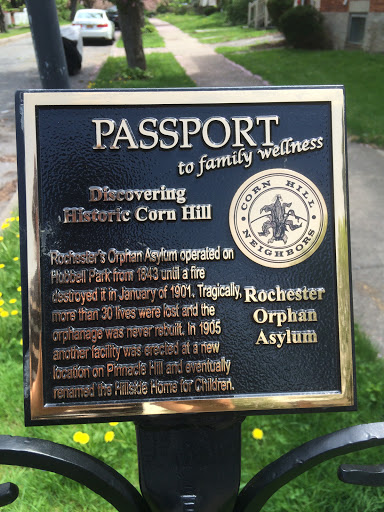 PASSPORT
to family wellness
Discovering
Historic Corn Hill
CORN HILL
NEIGHBORS
Rochester's Orphan Asylum operated on
Hubbell Park from 1843 until a fire
destroyed it in January of 1901. Tragically,
more than 30 lives were lost and the
orphanage was never rebuilt. In 1905
another facility was erected at a new
location on Pinnacle Hill and eventually
renamed the Hillside Home for Children.
Rochester
Orphan
Asylum